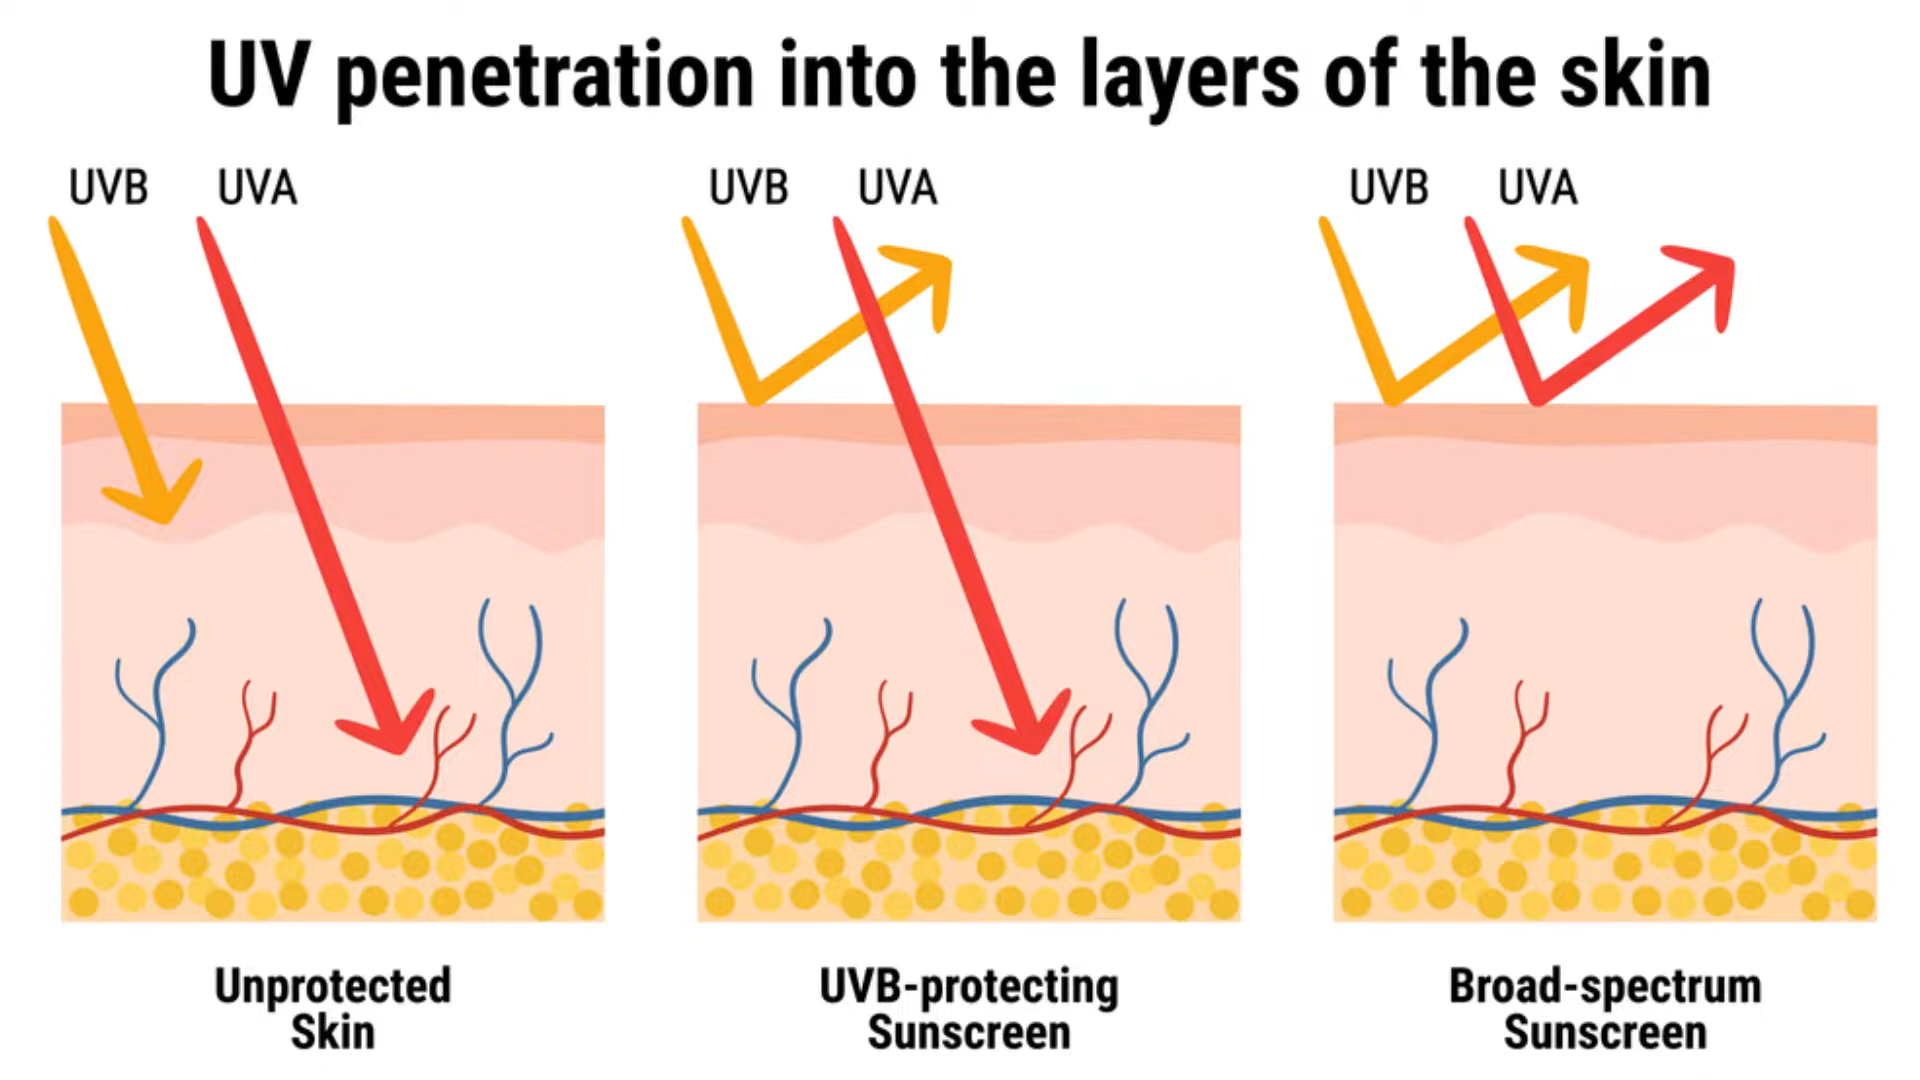 UV penetration into the layers of the skin
UVB UVA
UVB UVA
UVB UVA
Unprotected
Skin
UVB-protecting
Sunscreen
Broad-spectrum
Sunscreen